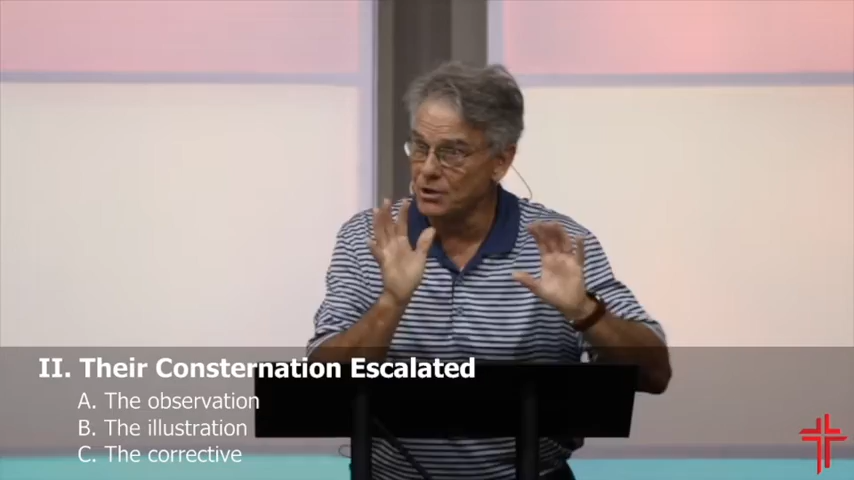 II. Their Consternation Escalated
A. The observation
B. The illustration
C. The corrective